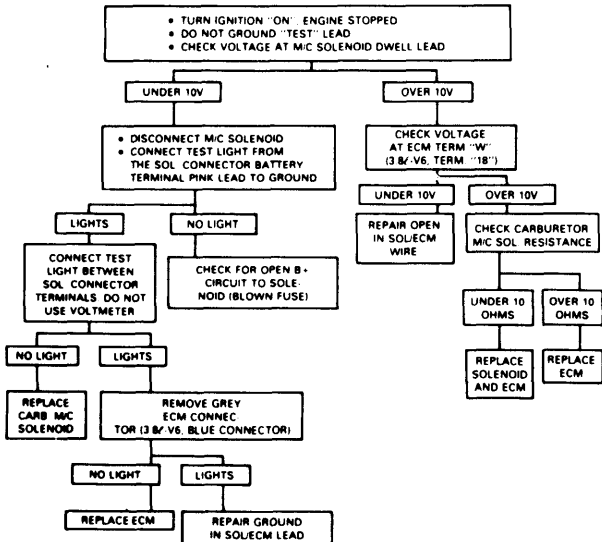 • TURN IGNITION "ON", ENGINE STOPPED
• DO NOT GROUND "TEST" LEAD
• CHECK VOLTAGE AT M/C SOLENOID DWELL LEAD
UNDER 10V
OVER 10V
• DISCONNECT M/C SOLENOID
• CONNECT TEST LIGHT FROM
THE SOL CONNECTOR BATTERY
TERMINAL PINK LEAD TO GROUND
CHECK VOLTAGE
AT ECM TERM "W"
(3.8ℓ-V6, TERM "18")
LIGHTS
NO LIGHT
UNDER 10V
OVER 10V
CONNECT TEST
LIGHT BETWEEN
SOL CONNECTOR
TERMINALS. DO NOT
USE VOLTMETER
CHECK FOR OPEN B+
CIRCUIT TO SOLE-
NOID (BLOWN FUSE)
REPAIR OPEN
IN SOL/ECM
WIRE
CHECK CARBURETOR
M/C SOL. RESISTANCE
UNDER 10
OHMS
OVER 10
OHMS
NO LIGHT
LIGHTS
REPLACE
SOLENOID
AND ECM
REPLACE
ECM
REPLACE
CARB. M/C
SOLENOID
REMOVE GREY
ECM CONNEC-
TOR (3.8ℓ-V6, BLUE CONNECTOR)
NO LIGHT
LIGHTS
REPLACE ECM
REPAIR GROUND
IN SOL/ECM LEAD